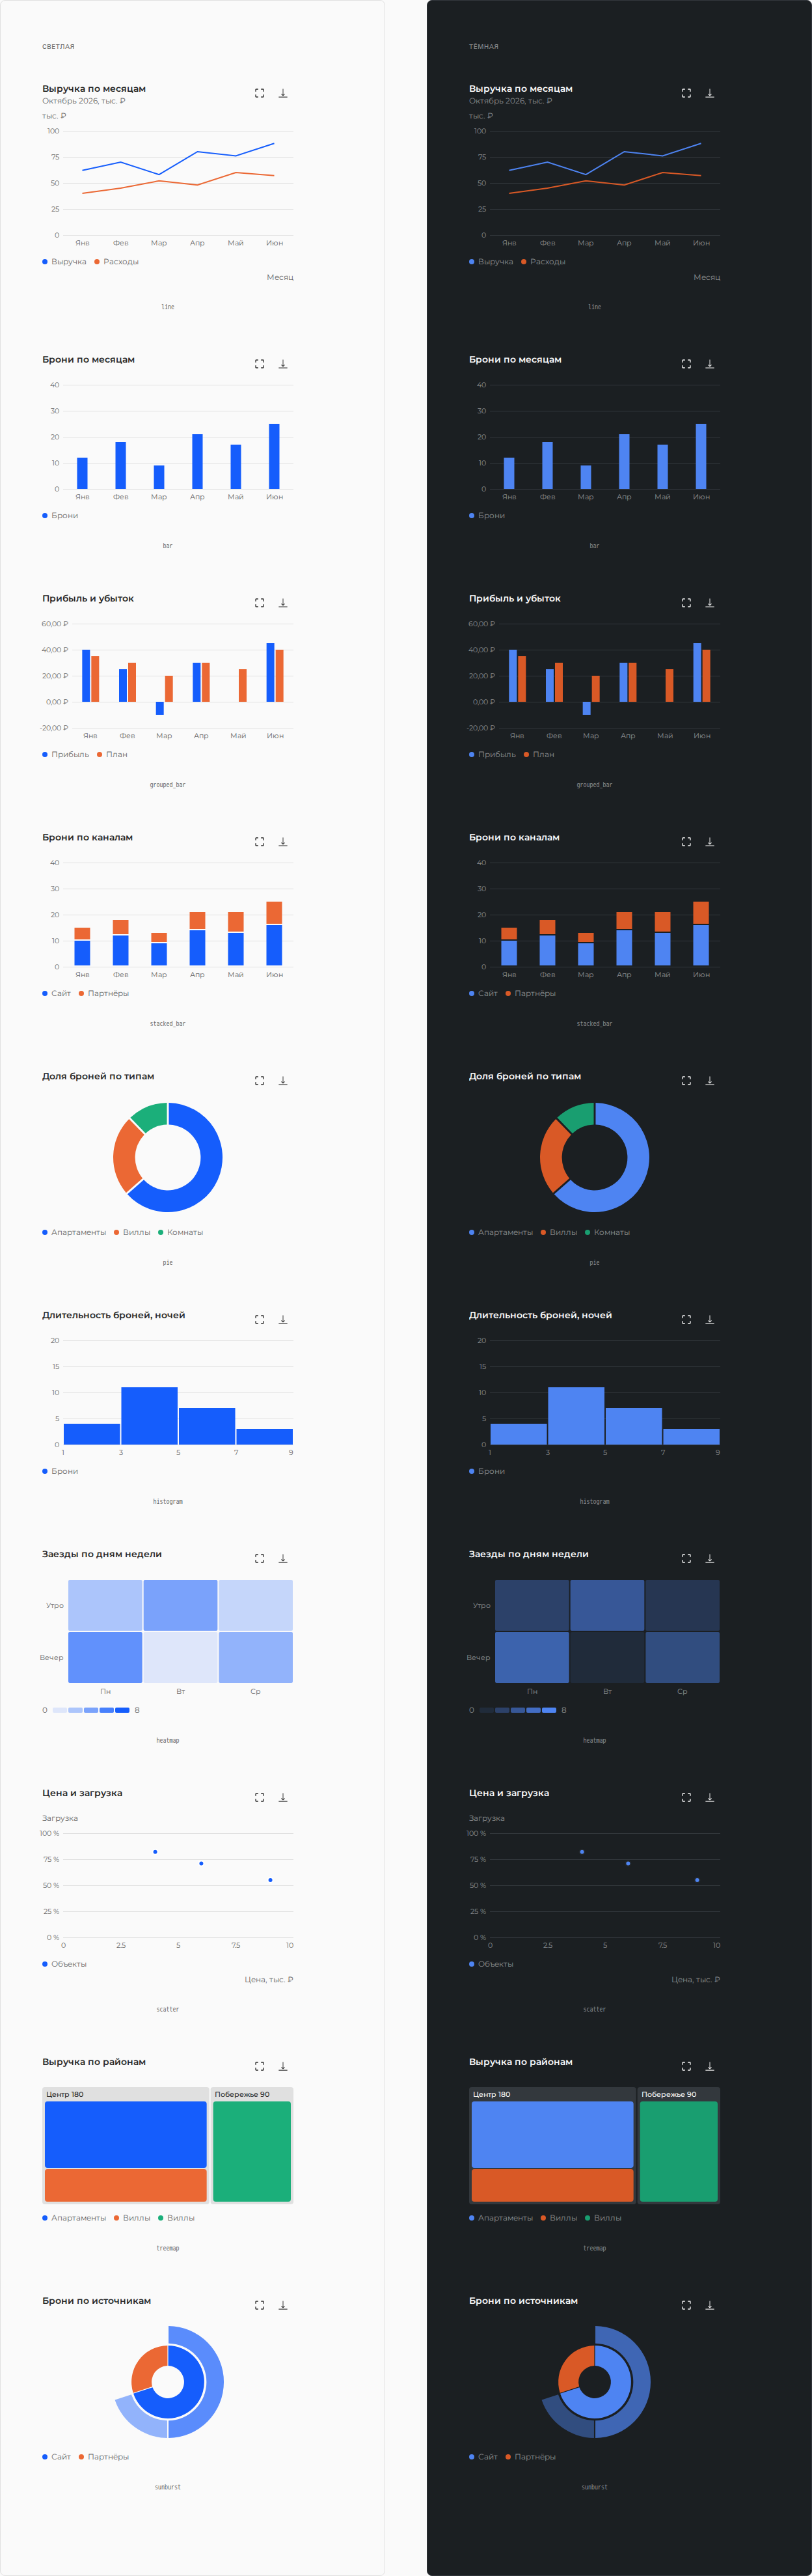 СВЕТЛАЯ
Выручка по месяцам
Октябрь 2026, тыс. ₽
тыс. ₽
100
75
50
25
0
Янв Фев Мар Апр Май Июн
Выручка Расходы
Месяц
line
Брони по месяцам
40
30
20
10
0
Янв Фев Мар Апр Май Июн
Брони
bar
Прибыль и убыток
60,00 ₽
40,00 ₽
20,00 ₽
0,00 ₽
-20,00 ₽
Янв Фев Мар Апр Май Июн
Прибыль План
grouped_bar
Брони по каналам
40
30
20
10
0
Янв Фев Мар Апр Май Июн
Сайт Партнёры
stacked_bar
Доля броней по типам
Апартаменты Виллы Комнаты
pie
Длительность броней, ночей
20
15
10
5
0
1 3 5 7 9
Брони
histogram
Заезды по дням недели
Утро
Вечер
Пн Вт Ср
0 8
heatmap
Цена и загрузка
Загрузка
100 %
75 %
50 %
25 %
0 %
0 2.5 5 7.5 10
Объекты
Цена, тыс. ₽
scatter
Выручка по районам
Центр 180 Побережье 90
Апартаменты Виллы Виллы
treemap
Брони по источникам
Сайт Партнёры
sunburst
ТЁМНАЯ
Выручка по месяцам
Октябрь 2026, тыс. ₽
тыс. ₽
100
75
50
25
0
Янв Фев Мар Апр Май Июн
Выручка Расходы
Месяц
line
Брони по месяцам
40
30
20
10
0
Янв Фев Мар Апр Май Июн
Брони
bar
Прибыль и убыток
60,00 ₽
40,00 ₽
20,00 ₽
0,00 ₽
-20,00 ₽
Янв Фев Мар Апр Май Июн
Прибыль План
grouped_bar
Брони по каналам
40
30
20
10
0
Янв Фев Мар Апр Май Июн
Сайт Партнёры
stacked_bar
Доля броней по типам
Апартаменты Виллы Комнаты
pie
Длительность броней, ночей
20
15
10
5
0
1 3 5 7 9
Брони
histogram
Заезды по дням недели
Утро
Вечер
Пн Вт Ср
0 8
heatmap
Цена и загрузка
Загрузка
100 %
75 %
50 %
25 %
0 %
0 2.5 5 7.5 10
Объекты
Цена, тыс. ₽
scatter
Выручка по районам
Центр 180 Побережье 90
Апартаменты Виллы Виллы
treemap
Брони по источникам
Сайт Партнёры
sunburst